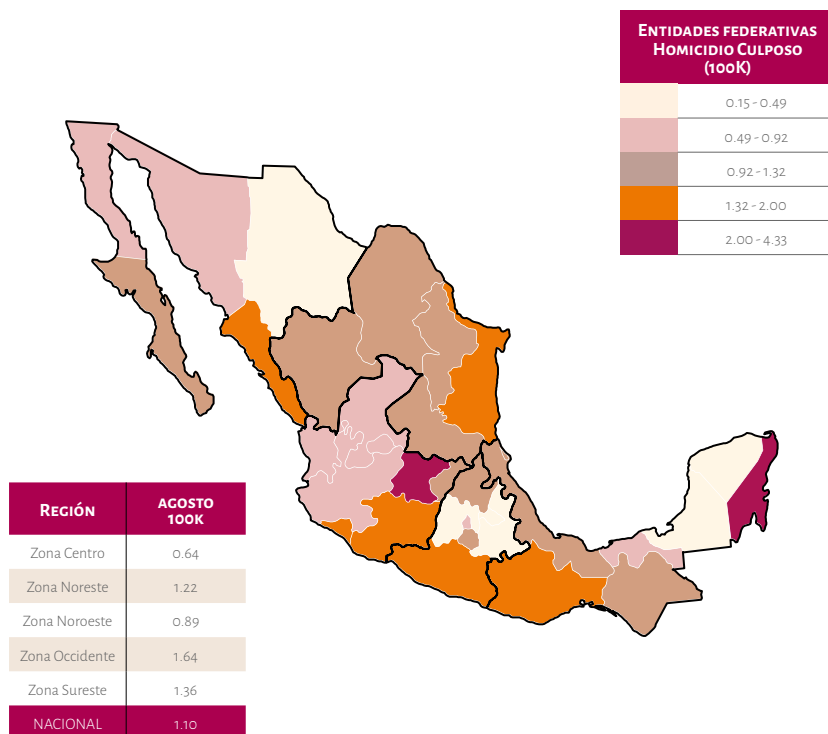 Entidades federativas
Homicidio Culposo
(100K)
0.15 - 0.49
0.49 - 0.92
0.92 - 1.32
1.32 - 2.00
2.00 - 4.33
Región agosto 100k
Zona Centro 0.64
Zona Noreste 1.22
Zona Noroeste 0.89
Zona Occidente 1.64
Zona Sureste 1.36
NACIONAL 1.10